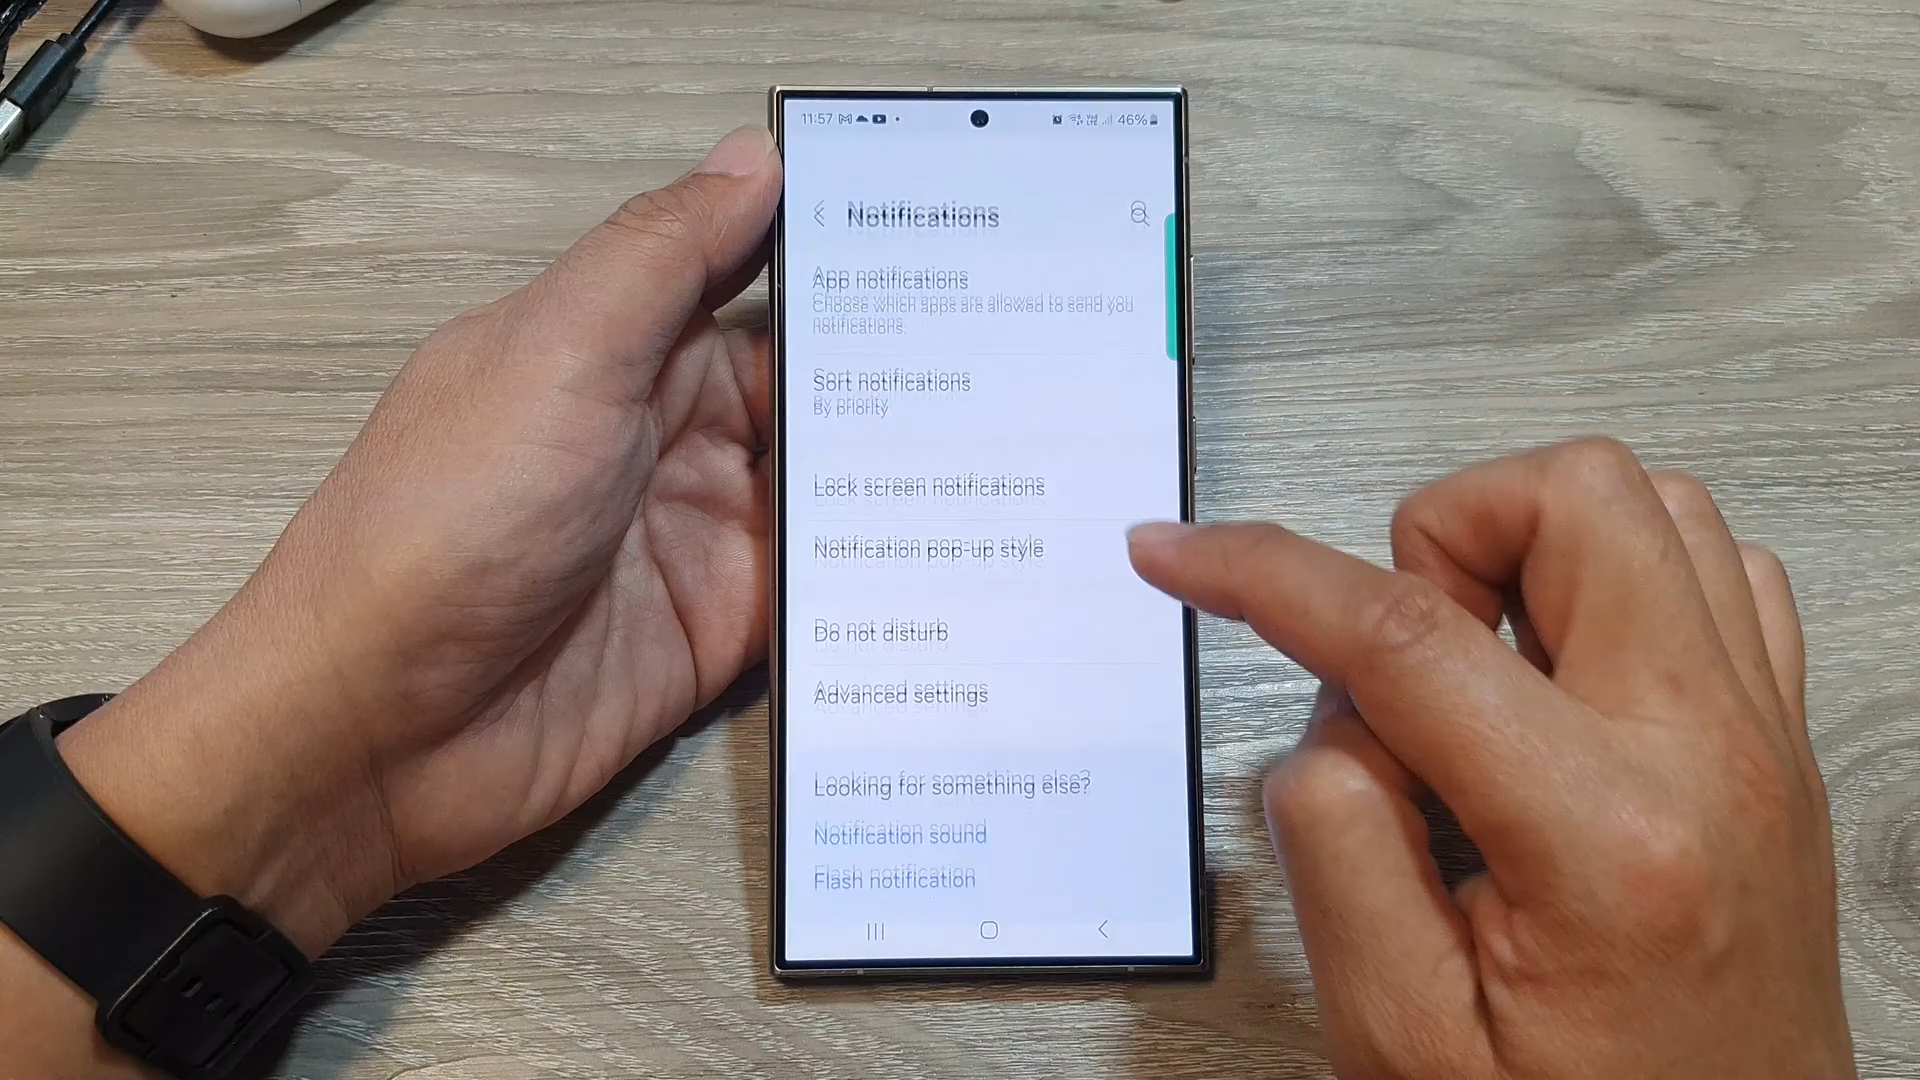 11:57
46%
Notifications
App notifications
Choose which apps are allowed to send you
notifications.
Sort notifications
By priority
Lock screen notifications
Notification pop-up style
Do not disturb
Advanced settings
Looking for something else?
Notification sound
Flash notification